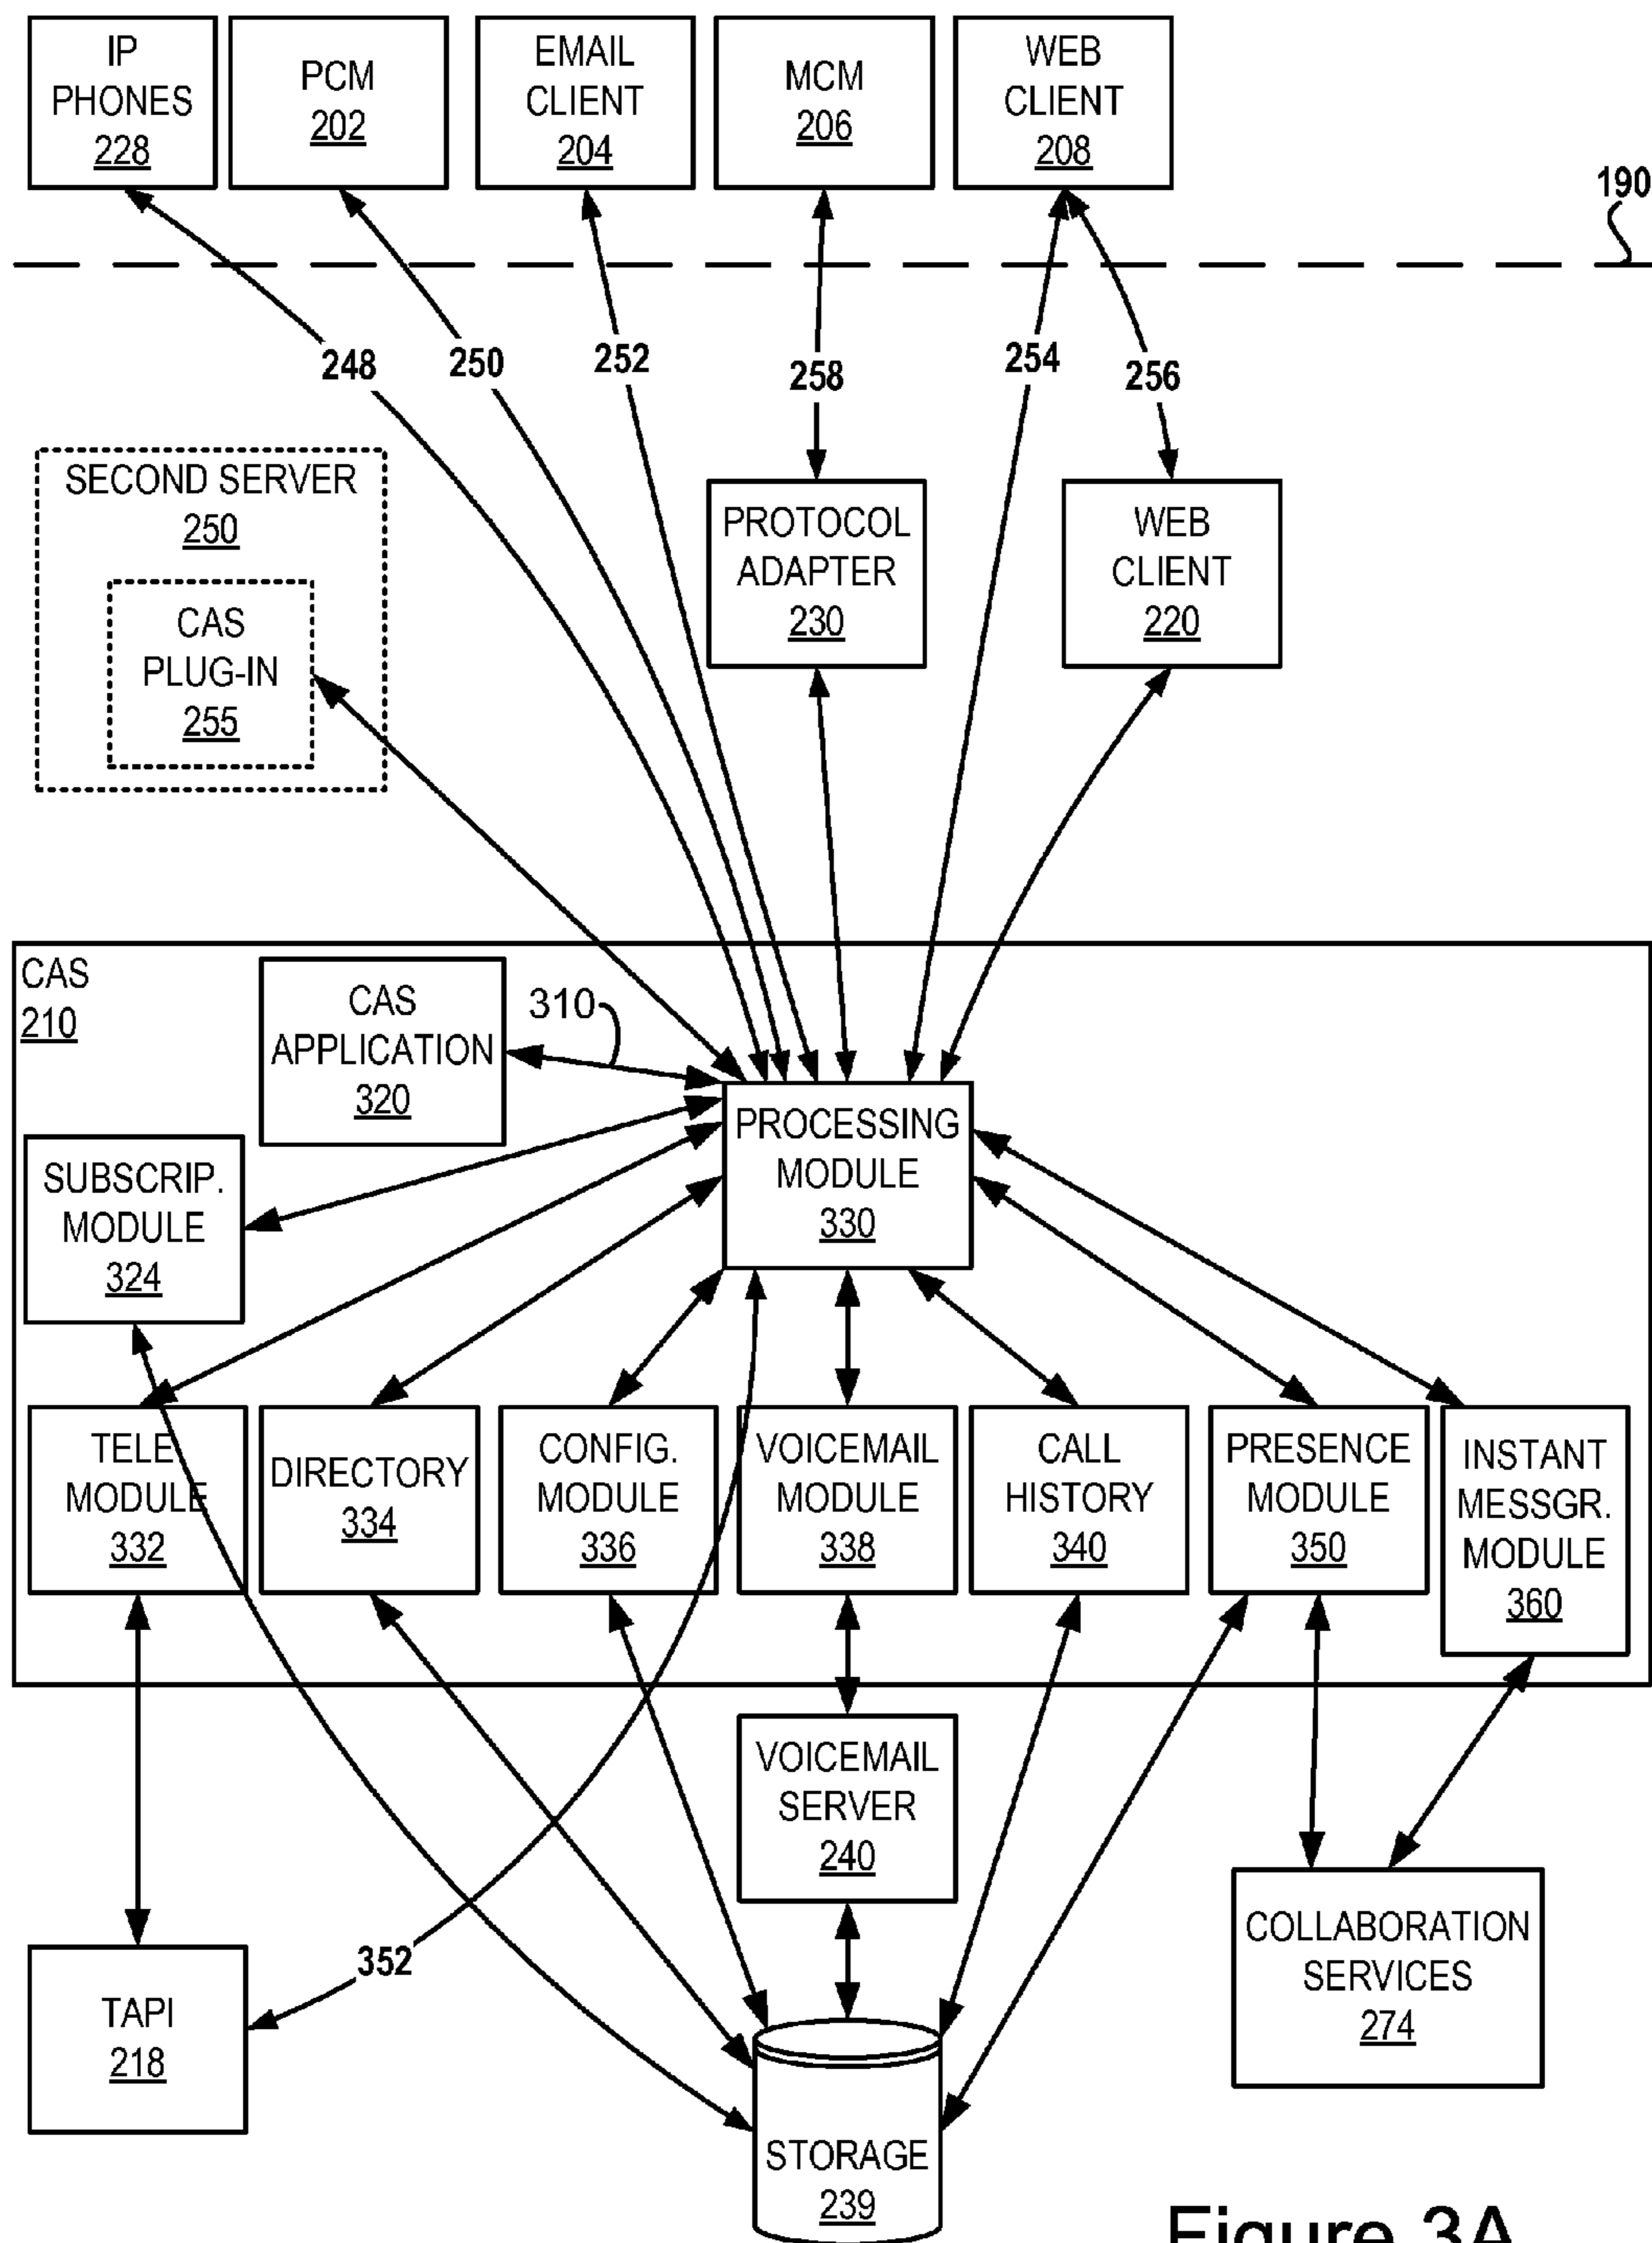 IP
PHONES
228
PCM
202
EMAIL
CLIENT
204
MCM
206
WEB
CLIENT
208
190
248
250
252
258
254
256
SECOND SERVER
250
CAS
PLUG-IN
255
PROTOCOL
ADAPTER
230
WEB
CLIENT
220
CAS
210
CAS
APPLICATION
320
310
PROCESSING
MODULE
330
SUBSCRIP.
MODULE
324
TELE
MODULE
332
DIRECTORY
334
CONFIG.
MODULE
336
VOICEMAIL
MODULE
338
CALL
HISTORY
340
PRESENCE
MODULE
350
INSTANT
MESSGR.
MODULE
360
VOICEMAIL
SERVER
240
352
TAPI
218
COLLABORATION
SERVICES
274
STORAGE
239
Figure 3A